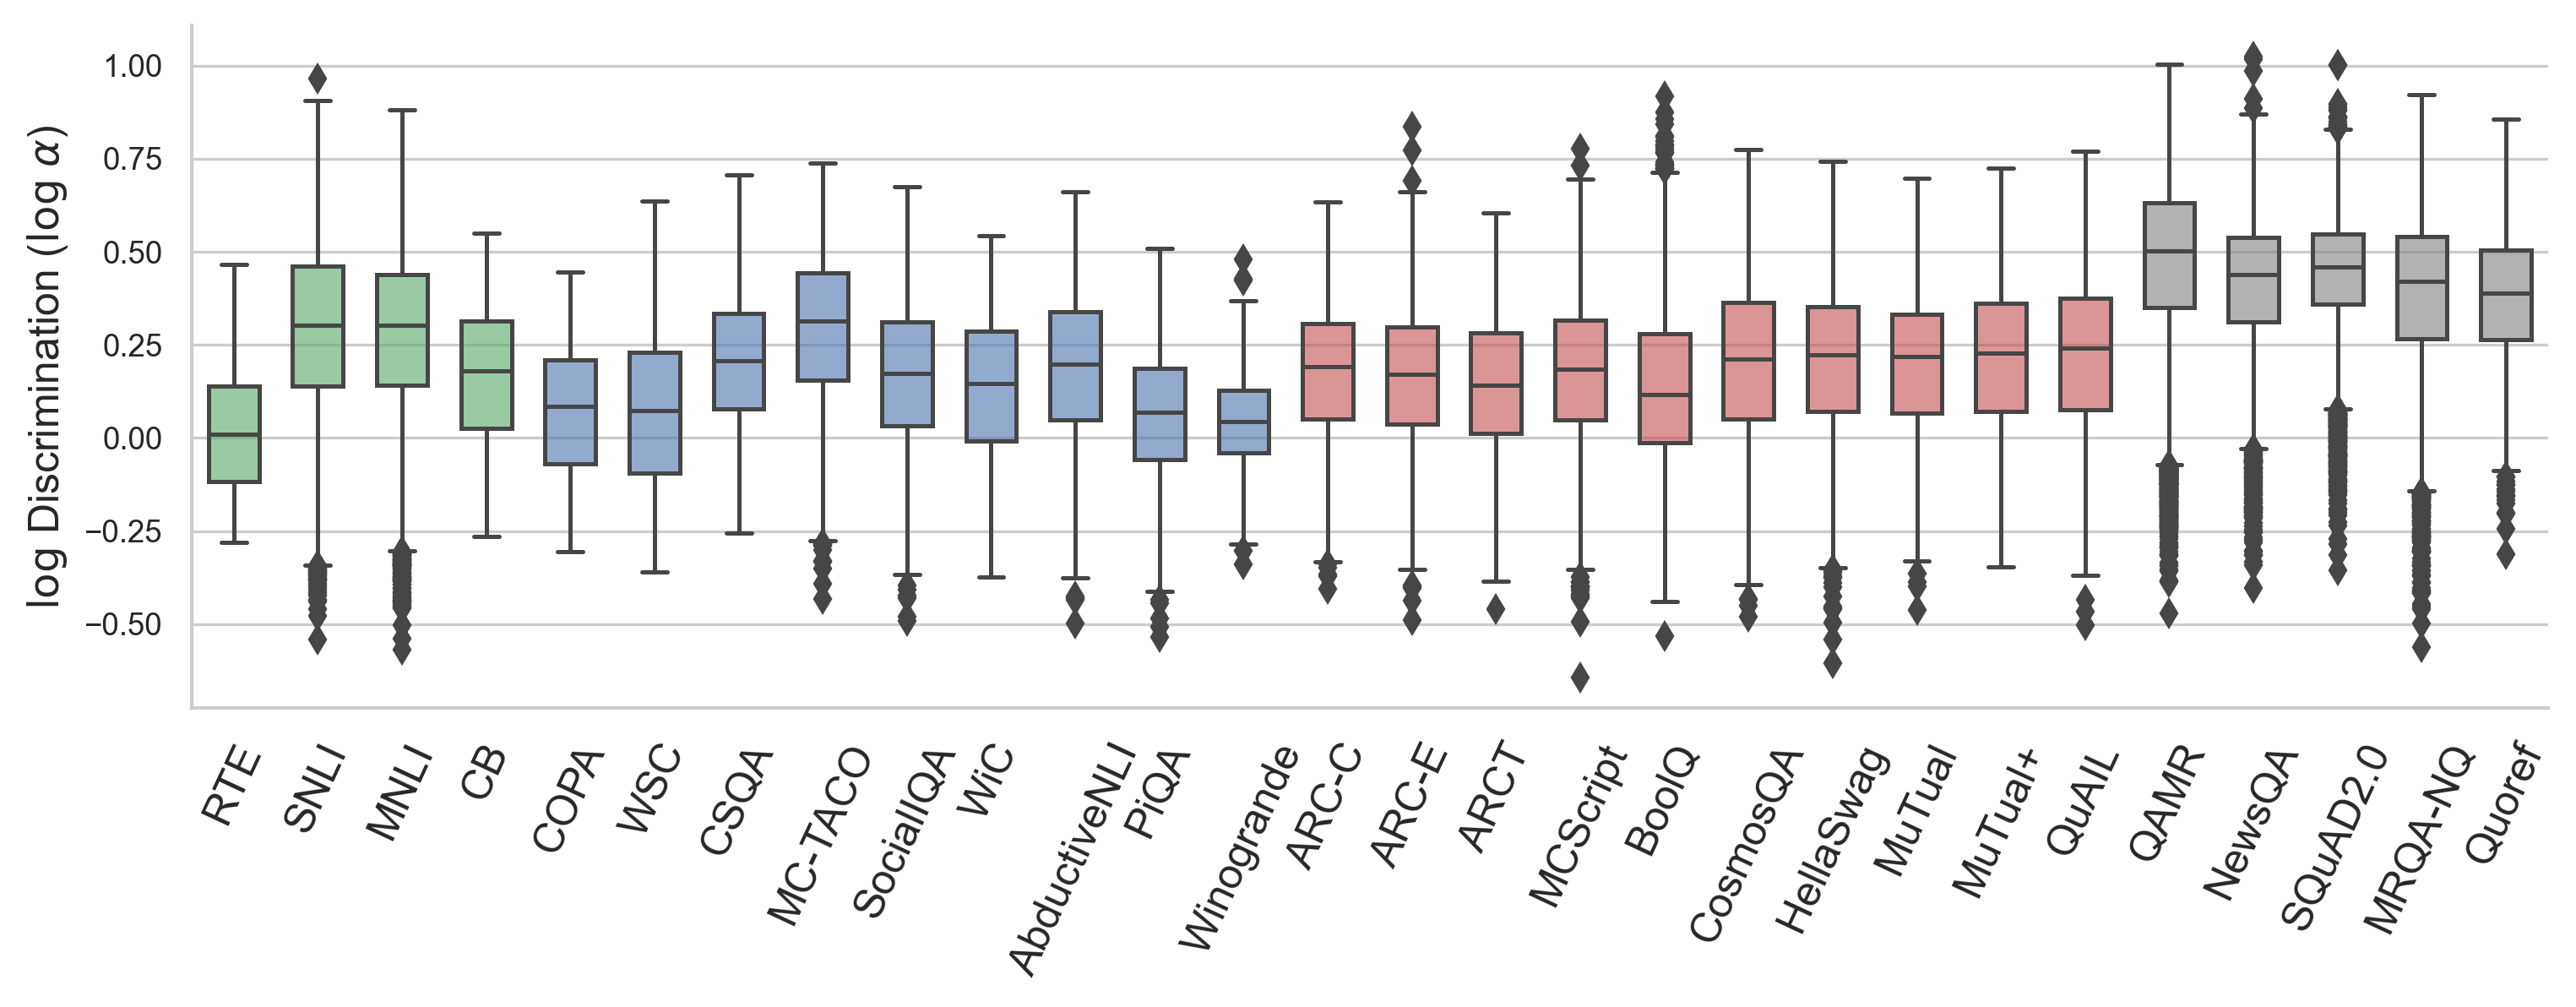 log Discrimination (log α)
1.00
0.75
0.50
0.25
0.00
−0.25
−0.50
RTE
SNLI
MNLI
CB
COPA
WSC
CSQA
MC-TACO
SocialIQA
WiC
AbductiveNLI
PiQA
Winogrande
ARC-C
ARC-E
ARCT
MCScript
BoolQ
CosmosQA
HellaSwag
MuTual
MuTual+
QuAIL
QAMR
NewsQA
SQuAD2.0
MRQA-NQ
Quoref